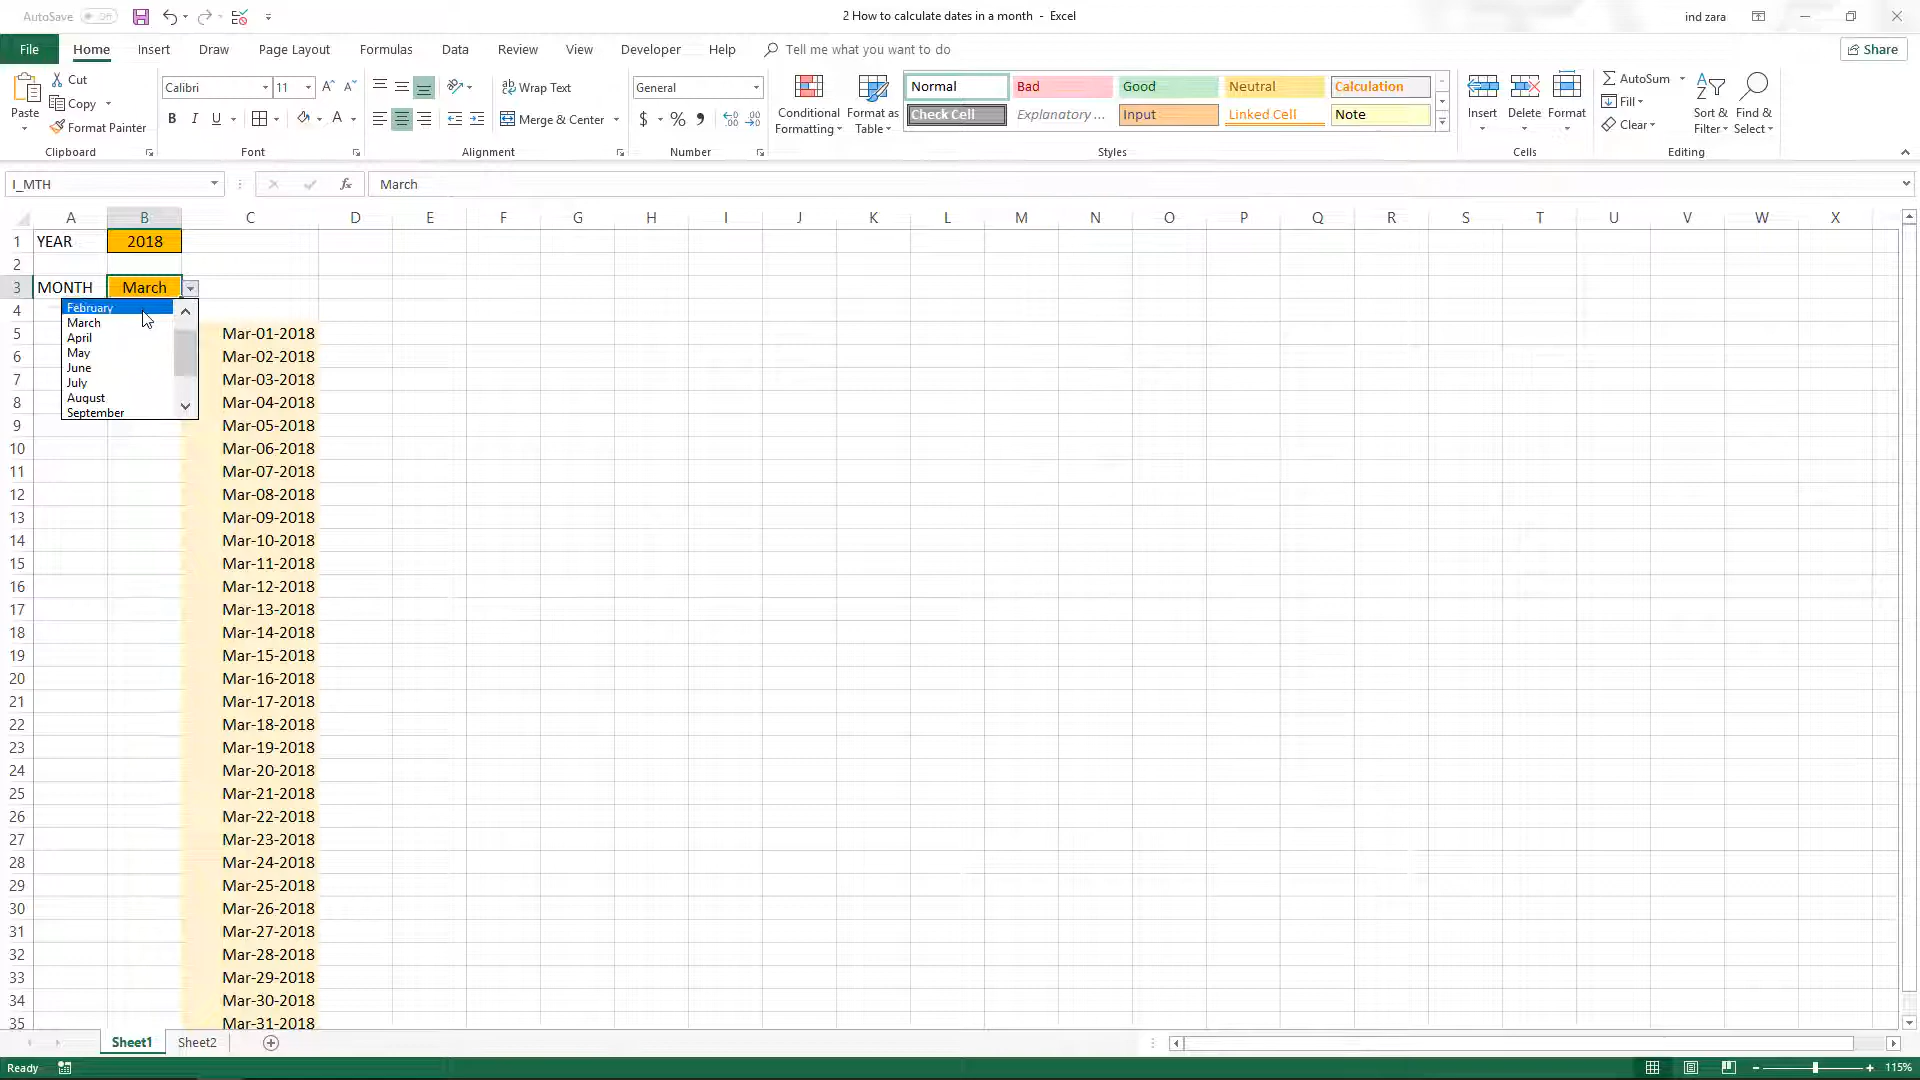 AutoSave Off
2 How to calculate dates in a month - Excel
ind zara
File Home Insert Draw Page Layout Formulas Data Review View Developer Help Tell me what you want to do Share
Paste
Cut
Copy
Format Painter
Clipboard
Calibri 11
B I U A
Font
Wrap Text
Merge & Center
Alignment
General
$ % ,
Number
Conditional Formatting
Format as Table
Normal Bad Good Neutral Calculation
Check Cell Explanatory ... Input Linked Cell Note
Styles
Insert Delete Format
Cells
AutoSum
Fill
Clear
Sort & Filter
Find & Select
Editing
I_MTH fx March
A B C D E F G H I J K L M N O P Q R S T U V W X
1 YEAR 2018
2
3 MONTH March
4
February
March
April
May
June
July
August
September
5 Mar-01-2018
6 Mar-02-2018
7 Mar-03-2018
8 Mar-04-2018
9 Mar-05-2018
10 Mar-06-2018
11 Mar-07-2018
12 Mar-08-2018
13 Mar-09-2018
14 Mar-10-2018
15 Mar-11-2018
16 Mar-12-2018
17 Mar-13-2018
18 Mar-14-2018
19 Mar-15-2018
20 Mar-16-2018
21 Mar-17-2018
22 Mar-18-2018
23 Mar-19-2018
24 Mar-20-2018
25 Mar-21-2018
26 Mar-22-2018
27 Mar-23-2018
28 Mar-24-2018
29 Mar-25-2018
30 Mar-26-2018
31 Mar-27-2018
32 Mar-28-2018
33 Mar-29-2018
34 Mar-30-2018
35 Mar-31-2018
Sheet1 Sheet2
Ready
115%